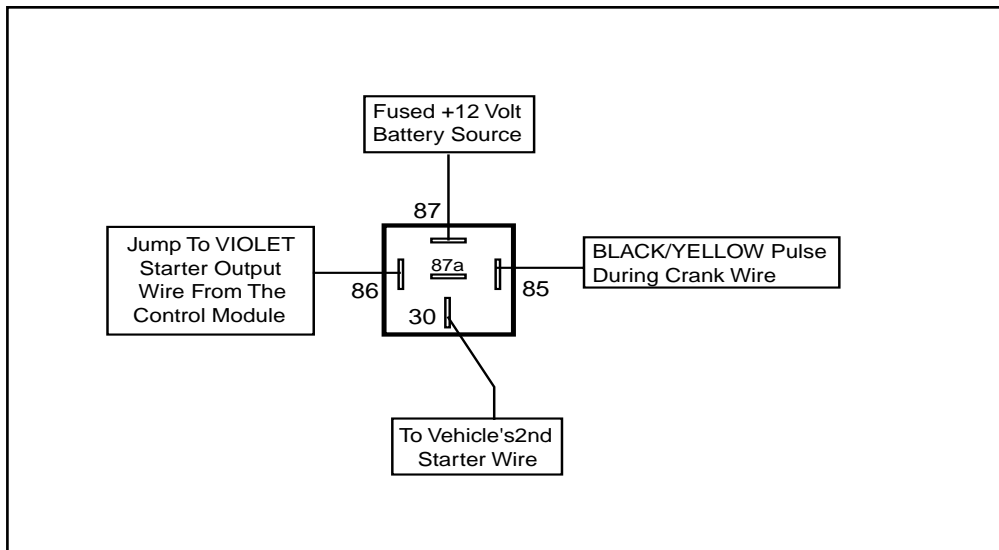 Fused +12 Volt
Battery Source
87
Jump To VIOLET
Starter Output
Wire From The
Control Module
86
87a
85
BLACK/YELLOW Pulse
During Crank Wire
30
To Vehicle's2nd
Starter Wire